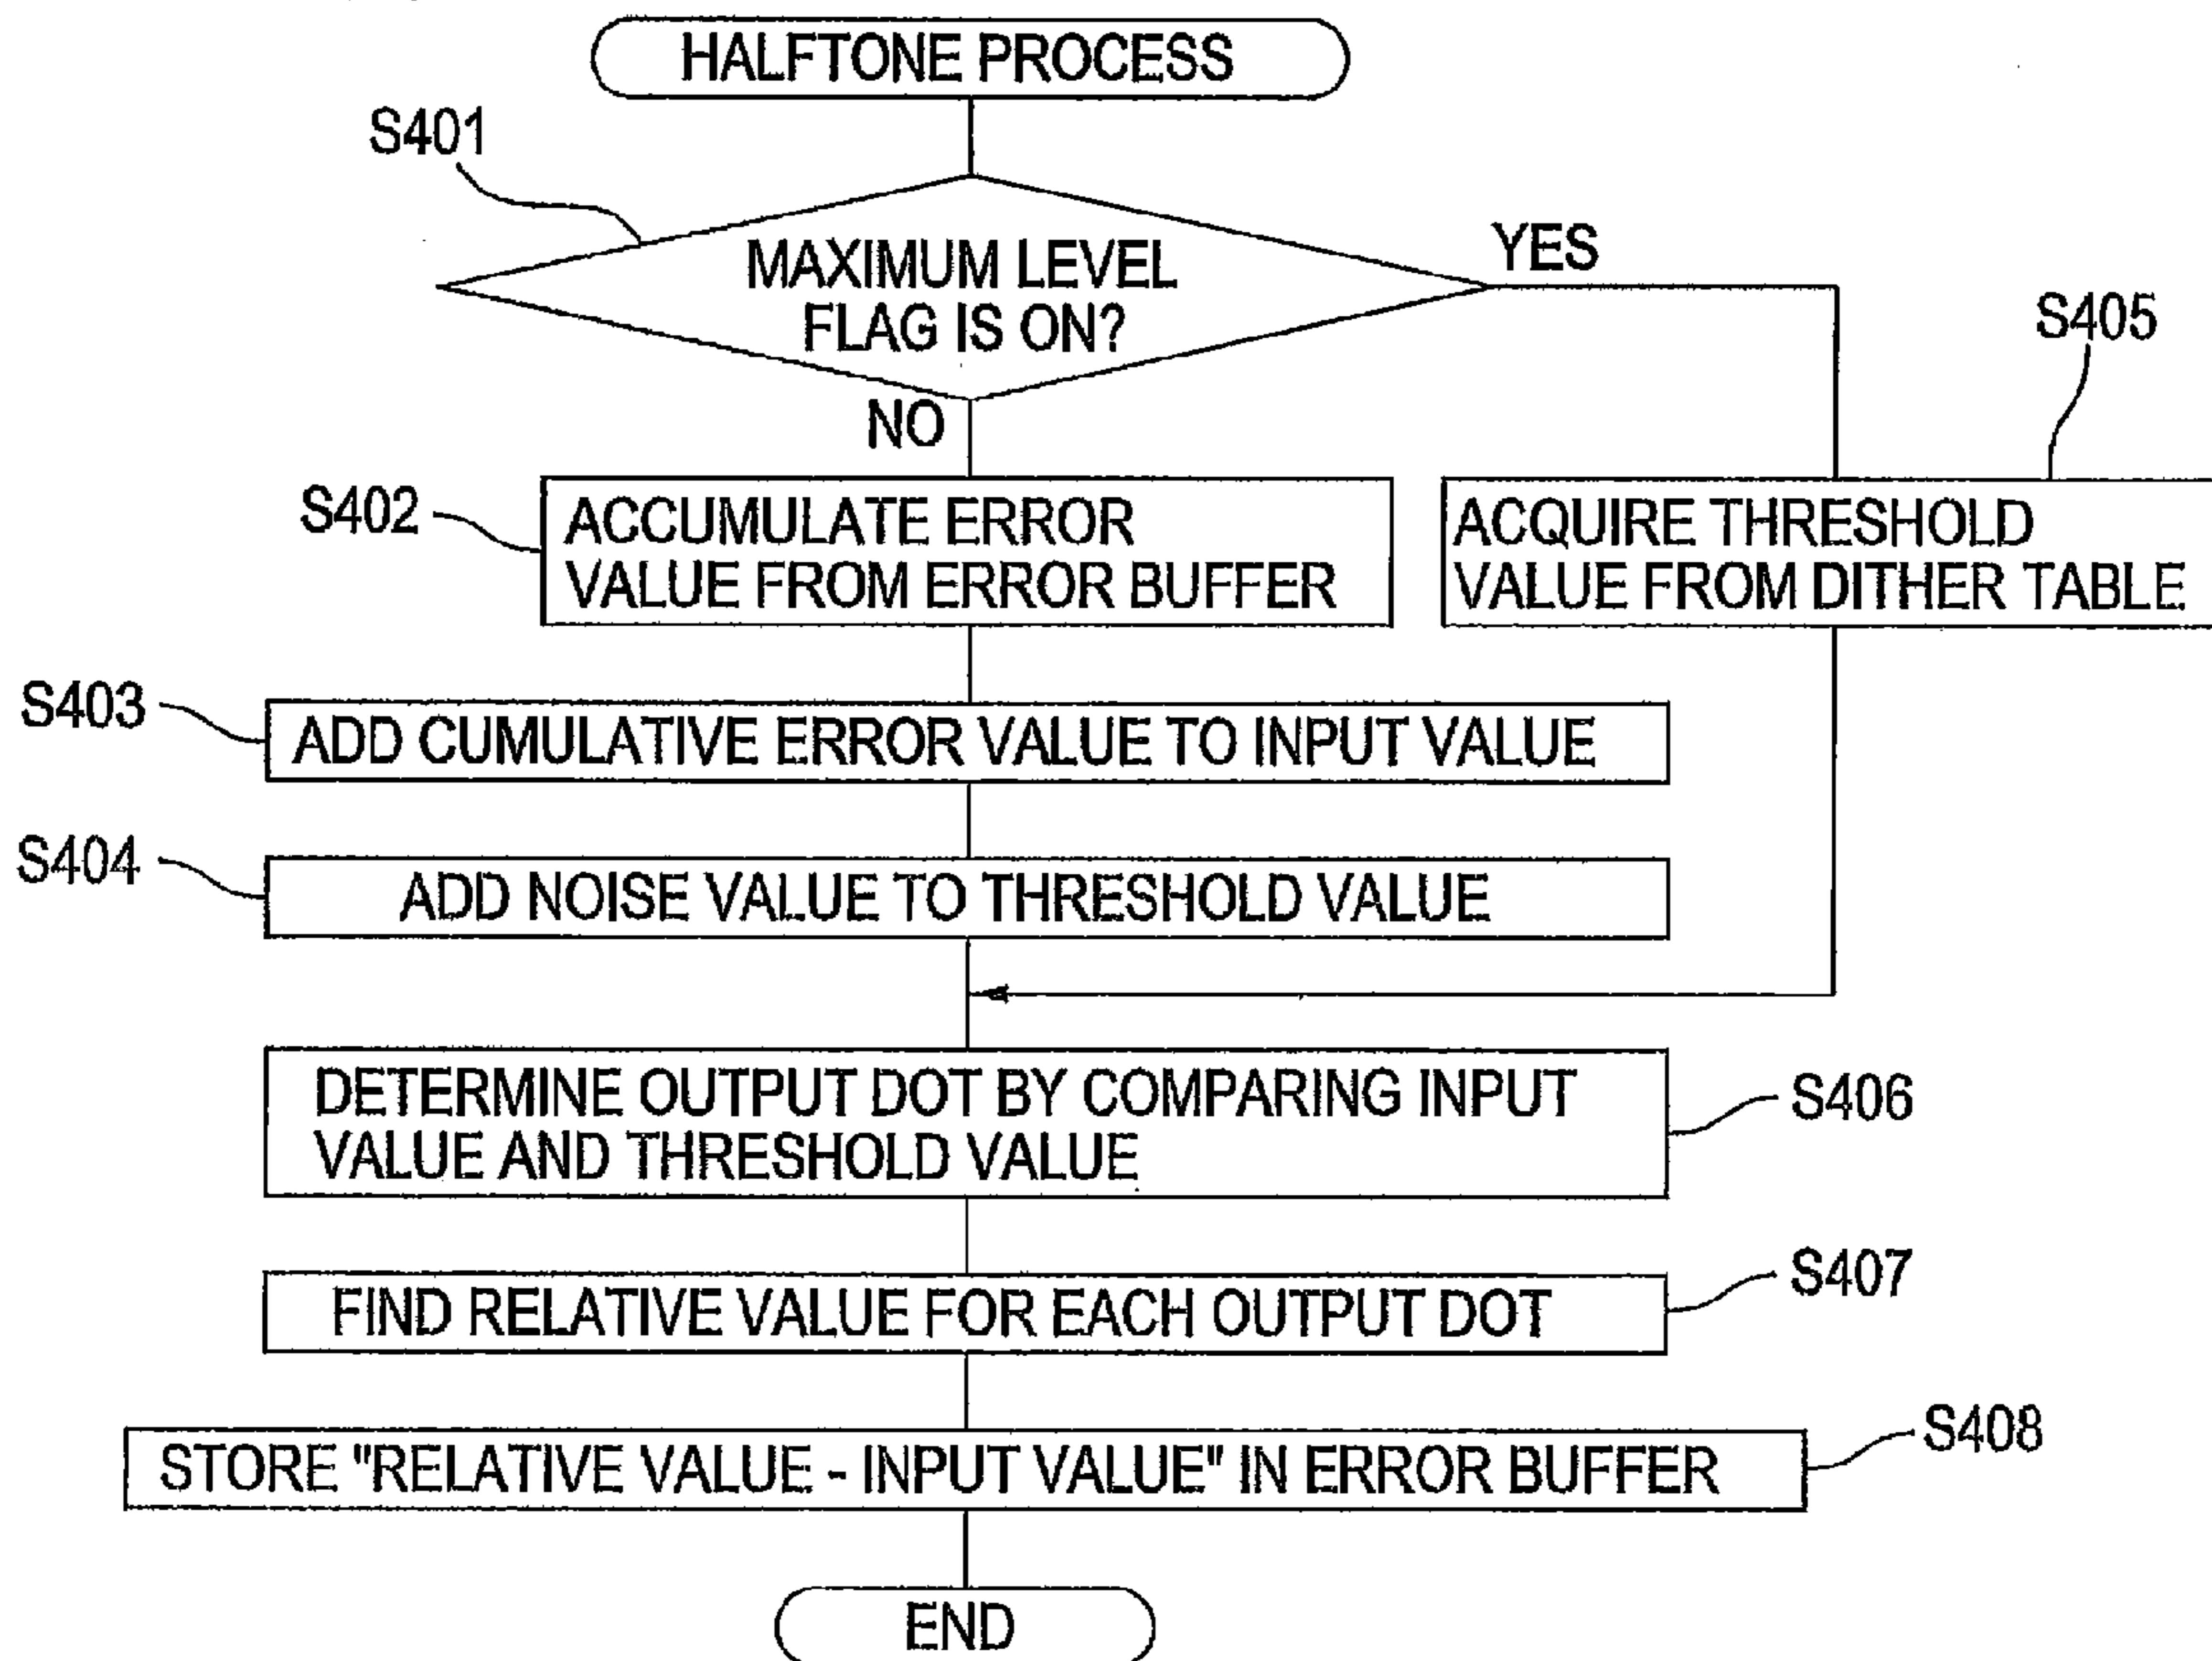 HALFTONE PROCESS
S401
MAXIMUM LEVEL
FLAG IS ON?
YES
NO
S405
S402
ACCUMULATE ERROR
VALUE FROM ERROR BUFFER
ACQUIRE THRESHOLD
VALUE FROM DITHER TABLE
S403
ADD CUMULATIVE ERROR VALUE TO INPUT VALUE
S404
ADD NOISE VALUE TO THRESHOLD VALUE
DETERMINE OUTPUT DOT BY COMPARING INPUT
VALUE AND THRESHOLD VALUE
S406
FIND RELATIVE VALUE FOR EACH OUTPUT DOT
S407
STORE "RELATIVE VALUE - INPUT VALUE" IN ERROR BUFFER
S408
END